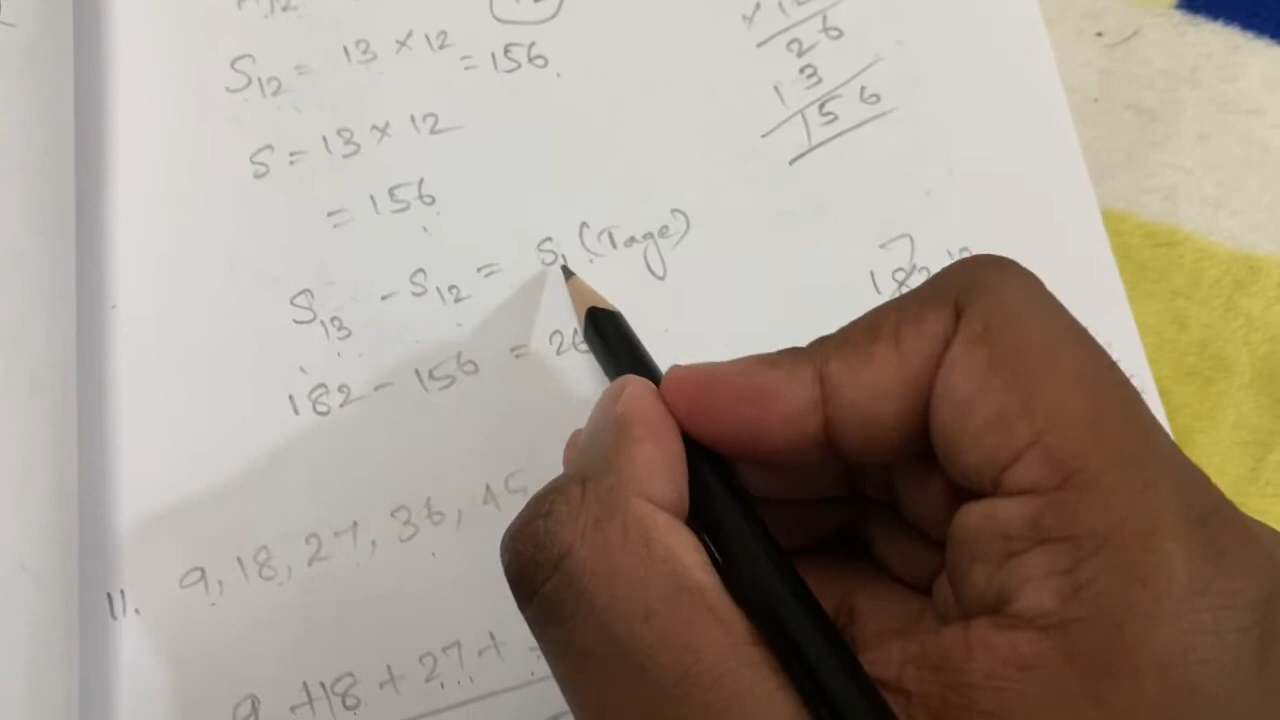 S12 = 13 × 12 = 156
S = 13 × 12
= 156
S13 - S12 = S1 (Tage)
182 - 156 = 26
11. 9, 18, 27, 36, 45
9 + 18 + 27 +
26
13
156
182